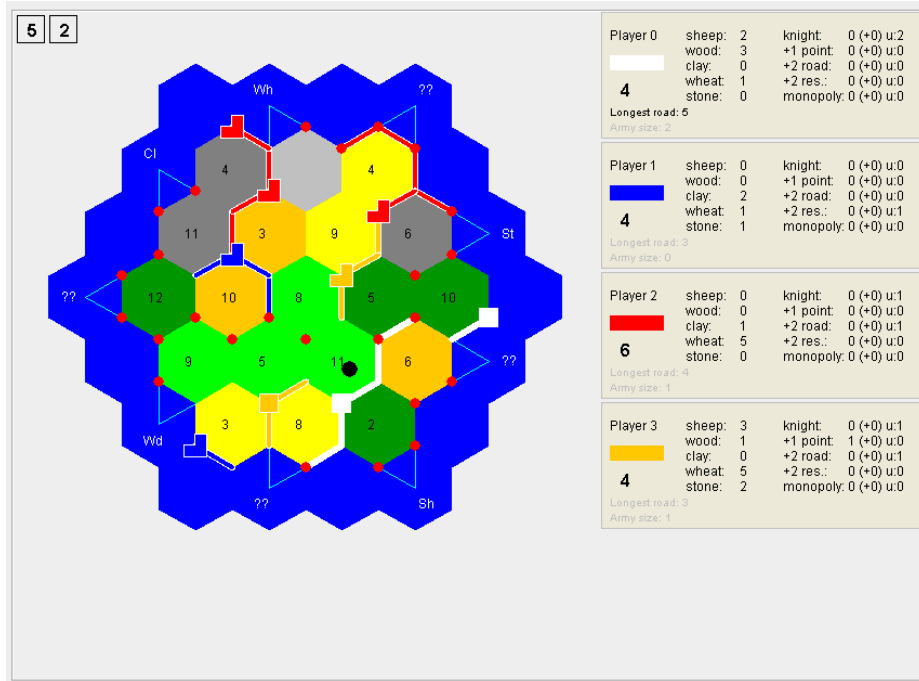 5 2
Wh ??
Cl
4 4
11 3 9 6 St
?? 12 10 8 5 10
9 5 11 6 ??
Wd 3 8 2
?? Sh
Player 0
4
sheep: 2 knight: 0 (+0) u:2
wood: 3 +1 point: 0 (+0) u:0
clay: 0 +2 road: 0 (+0) u:0
wheat: 1 +2 res.: 0 (+0) u:0
stone: 0 monopoly: 0 (+0) u:0
Longest road: 5
Army size: 2
Player 1
4
sheep: 0 knight: 0 (+0) u:0
wood: 0 +1 point: 0 (+0) u:0
clay: 2 +2 road: 0 (+0) u:0
wheat: 1 +2 res.: 0 (+0) u:1
stone: 1 monopoly: 0 (+0) u:0
Longest road: 3
Army size: 0
Player 2
6
sheep: 0 knight: 0 (+0) u:1
wood: 0 +1 point: 0 (+0) u:0
clay: 1 +2 road: 0 (+0) u:1
wheat: 5 +2 res.: 0 (+0) u:0
stone: 0 monopoly: 0 (+0) u:0
Longest road: 4
Army size: 1
Player 3
4
sheep: 3 knight: 0 (+0) u:1
wood: 1 +1 point: 1 (+0) u:0
clay: 0 +2 road: 0 (+0) u:1
wheat: 5 +2 res.: 0 (+0) u:0
stone: 2 monopoly: 0 (+0) u:0
Longest road: 3
Army size: 1